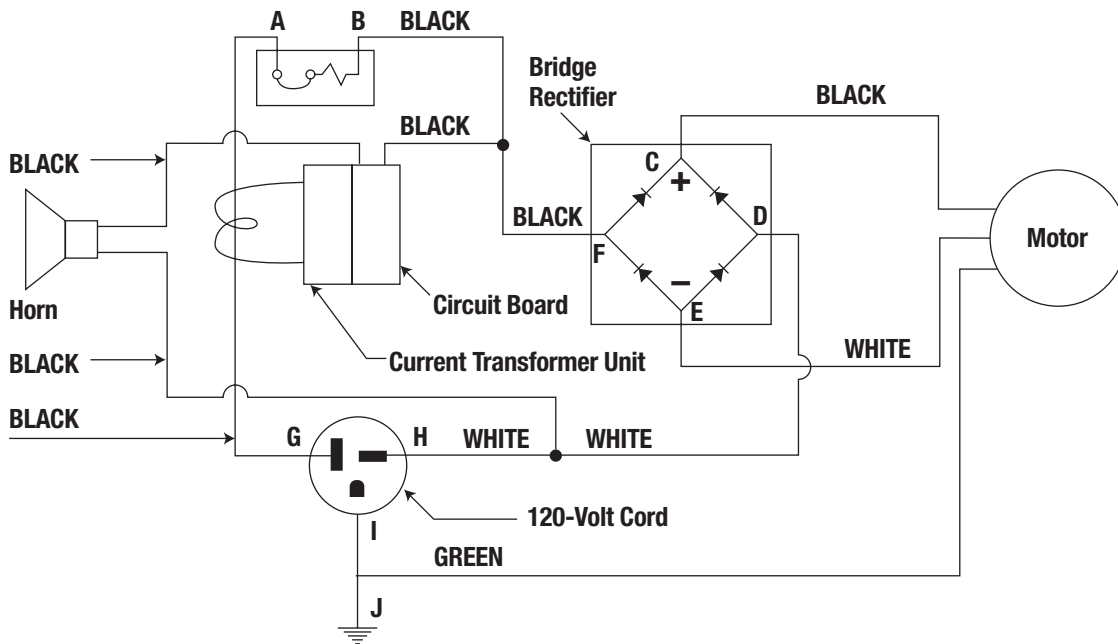 A
B
BLACK
Bridge
Rectifier
BLACK
BLACK
BLACK
C
+
D
BLACK
F
Motor
−
E
Horn
Circuit Board
BLACK
Current Transformer Unit
WHITE
BLACK
G
H
WHITE
WHITE
120-Volt Cord
I
GREEN
J